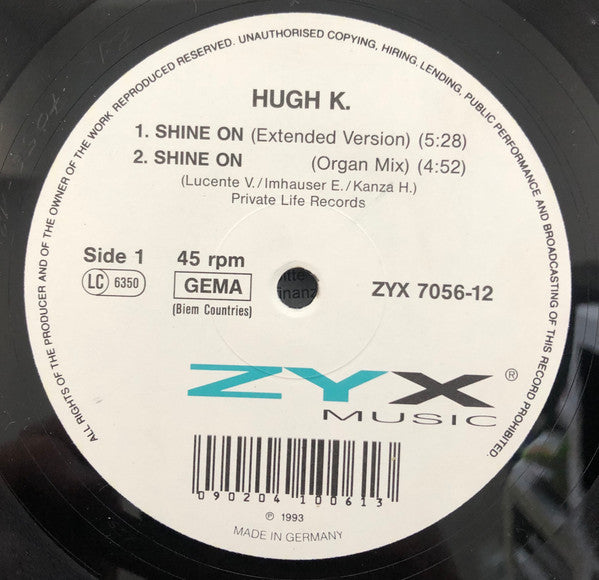 ALL RIGHTS OF THE PRODUCER AND OF THE OWNER OF THE WORK REPRODUCED RESERVED. UNAUTHORISED COPYING, HIRING, LENDING, PUBLIC PERFORMANCE AND BROADCASTING OF THIS RECORD PROHIBITED.
HUGH K.
1. SHINE ON (Extended Version) (5:28)
2. SHINE ON (Organ Mix) (4:52)
(Lucente V./Imhauser E./Kanza H.)
Private Life Records
Side 1 45 rpm
LC 6350 GEMA ZYX 7056-12
(Biem Countries)
ZYX ®
MUSIC
090204100613
℗ 1993
MADE IN GERMANY